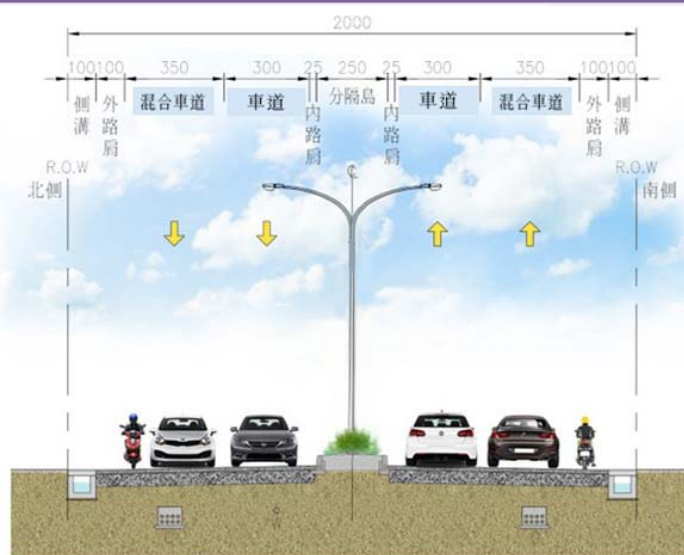 2000
100 100 350 300 25 250 25 300 350 100 100
側溝 外路肩 混合車道 車道 內路肩 分隔島 內路肩 車道 混合車道 外路肩 側溝
R.O.W R.O.W
北側 南側